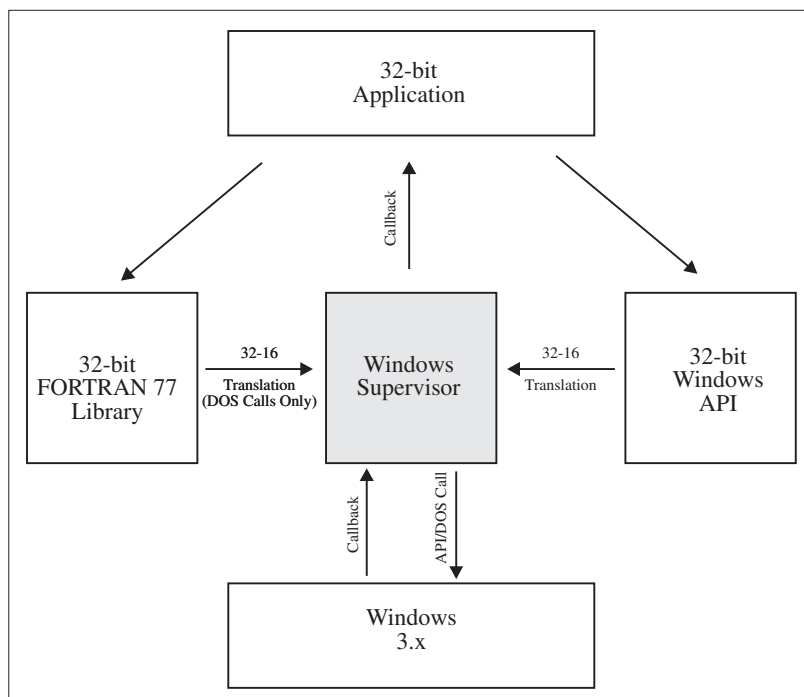 32-bit
Application
Callback
32-bit
FORTRAN 77
Library
32-16
Translation
(DOS Calls Only)
Windows
Supervisor
32-16
Translation
32-bit
Windows
API
Callback
API/DOS Call
Windows
3.x